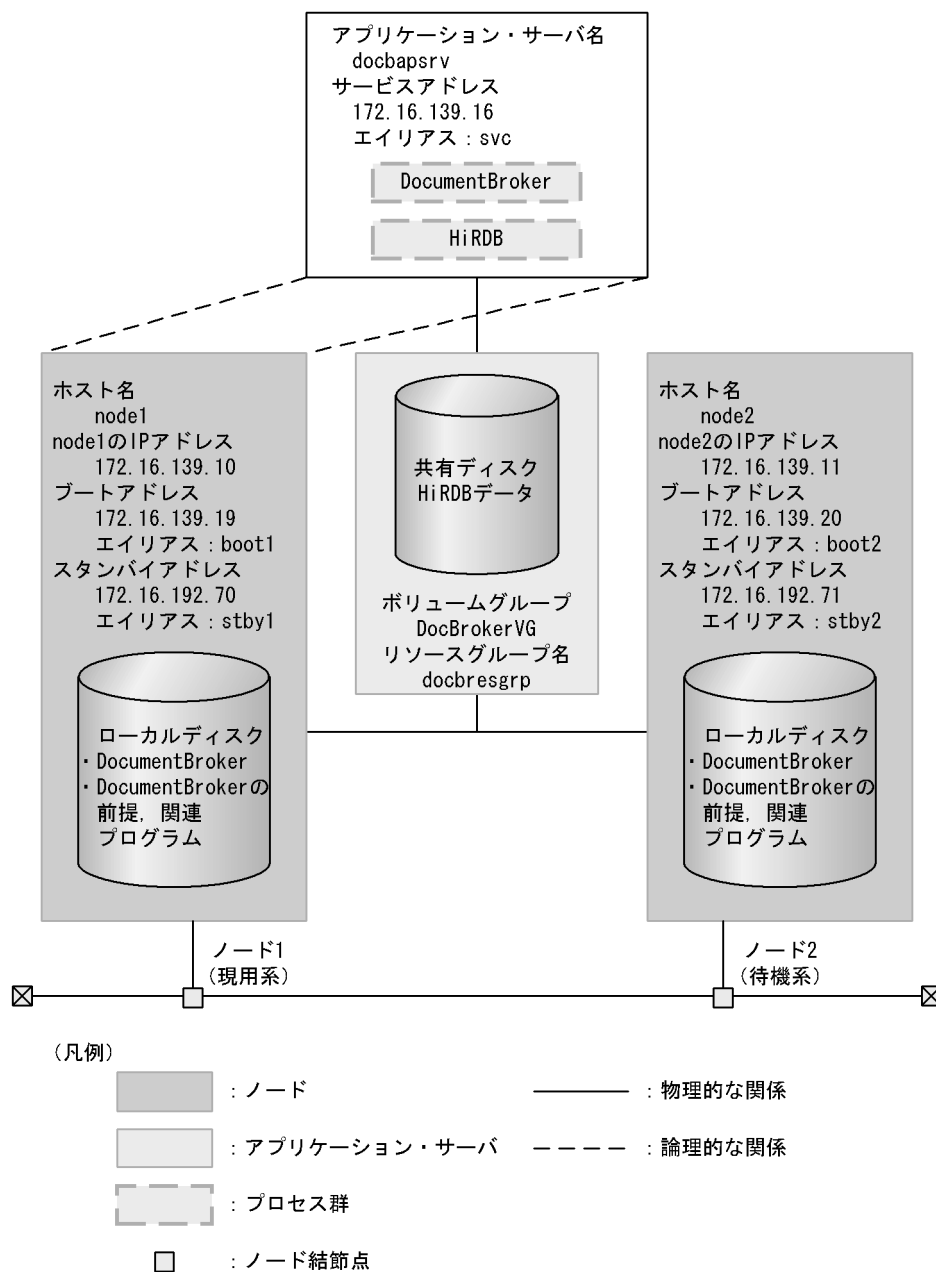 アプリケーション・サーバ名
docbapsrv
サービスアドレス
172.16.139.16
エイリアス：svc
DocumentBroker
HiRDB
ホスト名
node1
node1のIPアドレス
172.16.139.10
ブートアドレス
172.16.139.19
エイリアス：boot1
スタンバイアドレス
172.16.192.70
エイリアス：stby1
ローカルディスク
・DocumentBroker
・DocumentBrokerの
前提，関連
プログラム
共有ディスク
HiRDBデータ
ボリュームグループ
DocBrokerVG
リソースグループ名
docbresgrp
ホスト名
node2
node2のIPアドレス
172.16.139.11
ブートアドレス
172.16.139.20
エイリアス：boot2
スタンバイアドレス
172.16.192.71
エイリアス：stby2
ローカルディスク
・DocumentBroker
・DocumentBrokerの
前提，関連
プログラム
ノード1
（現用系）
ノード2
（待機系）
（凡例）
：ノード
：物理的な関係
：アプリケーション・サーバ
：論理的な関係
：プロセス群
：ノード結節点